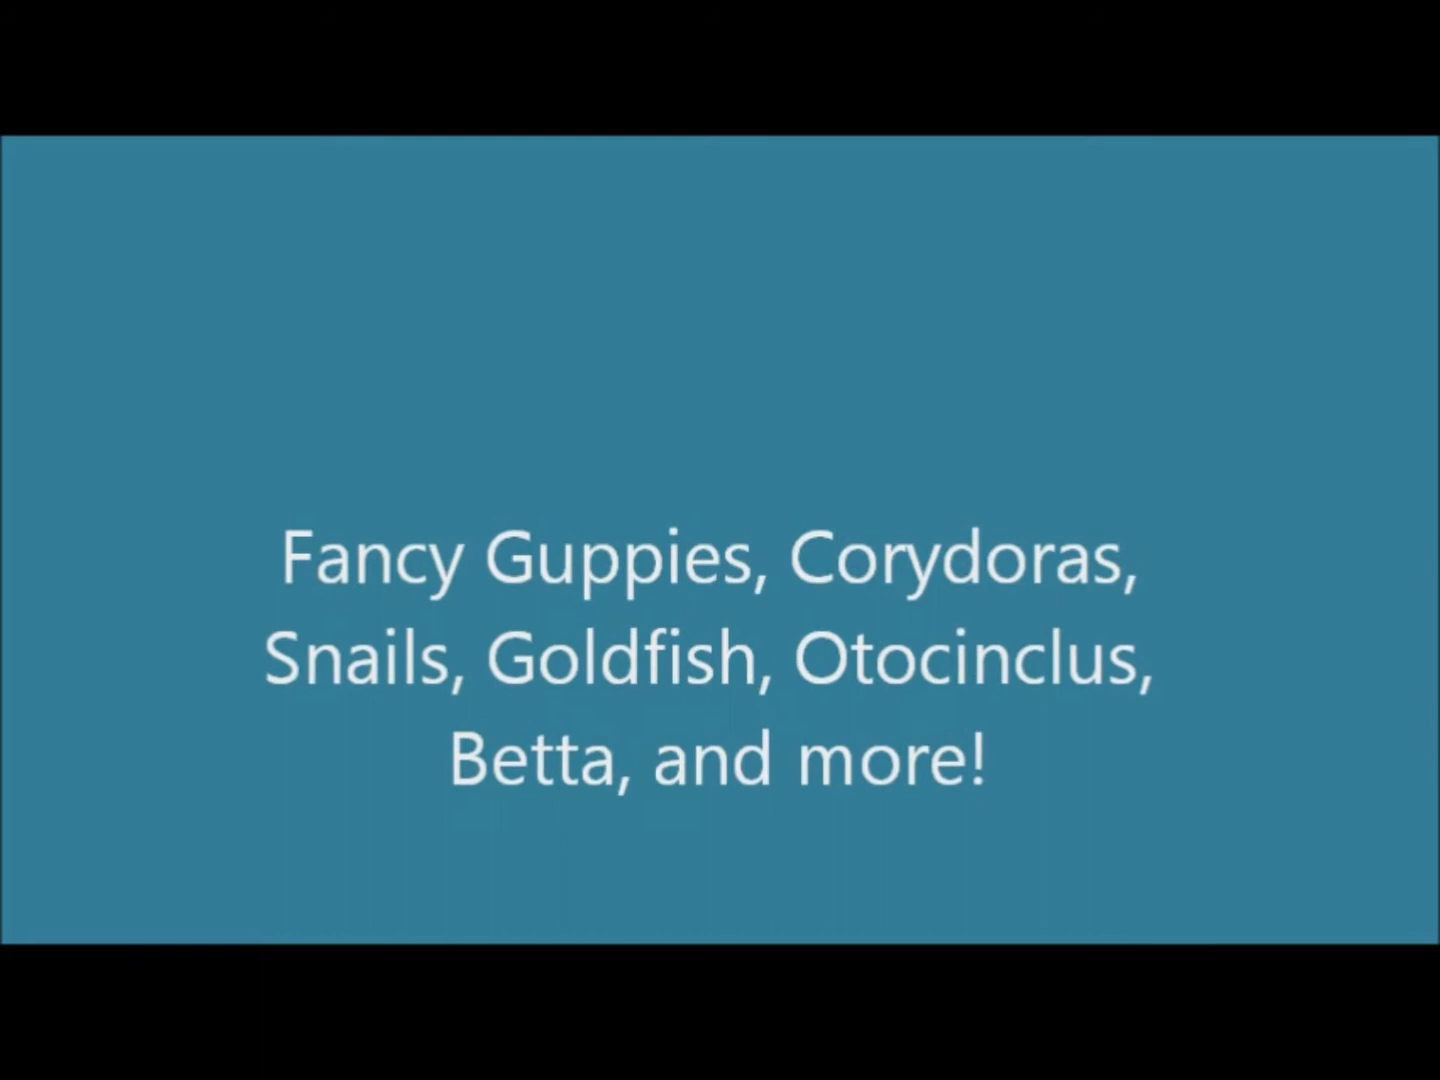 Fancy Guppies, Corydoras,
Snails, Goldfish, Otocinclus,
Betta, and more!